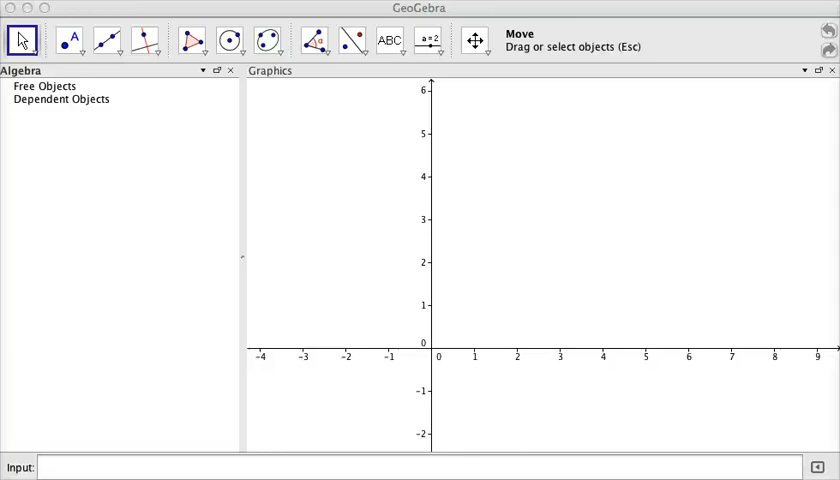 GeoGebra
A
α
ABC
a = 2
Move
Drag or select objects (Esc)
Algebra
Graphics
Free Objects
Dependent Objects
6
5
4
3
2
1
0
-4 -3 -2 -1 0 1 2 3 4 5 6 7 8 9
-1
-2
Input: